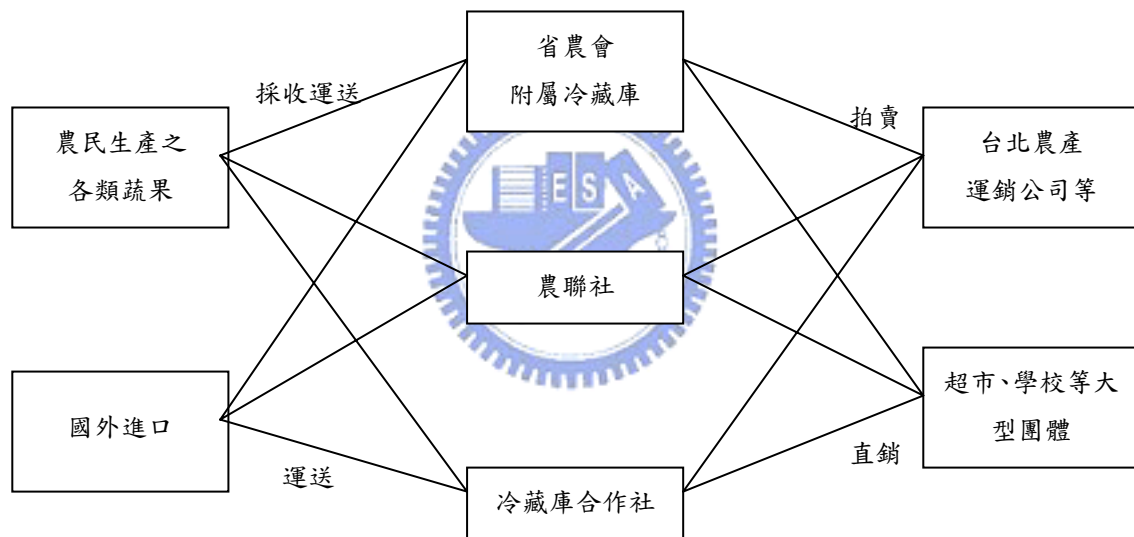 省農會
附屬冷藏庫
採收運送
拍賣
農民生產之
各類蔬果
台北農產
運銷公司等
ESA
農聯社
國外進口
超市、學校等大
型團體
運送
直銷
冷藏庫合作社